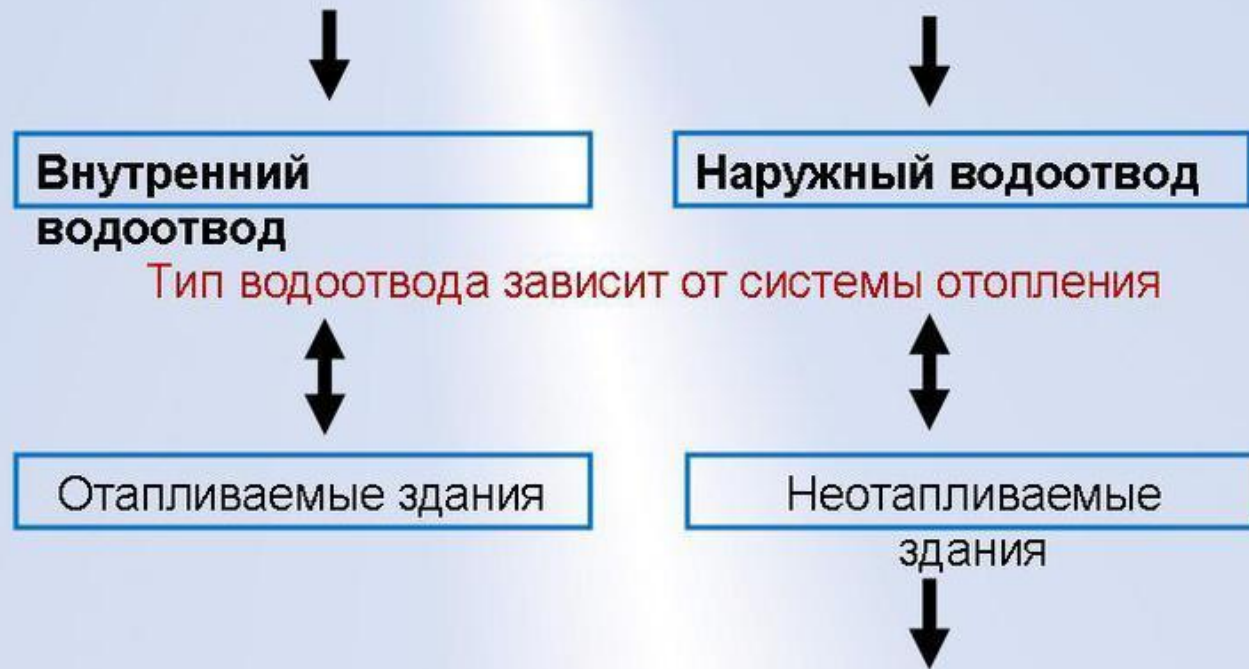 Внутренний
водоотвод
Наружный водоотвод
Тип водоотвода зависит от системы отопления
Отапливаемые здания
Неотапливаемые
здания